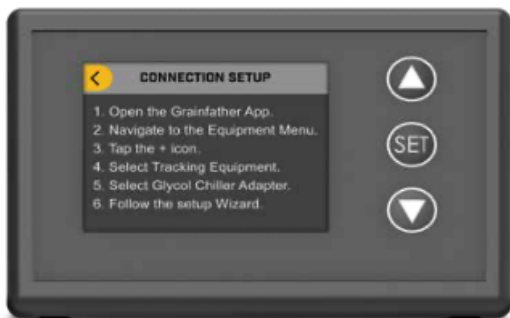 CONNECTION SETUP
1. Open the Grainfather App.
2. Navigate to the Equipment Menu.
3. Tap the + icon.
4. Select Tracking Equipment.
5. Select Glycol Chiller Adapter.
6. Follow the setup Wizard.
SET